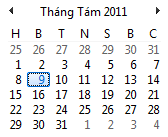 Tháng Tám 2011
H B T N S B C
25 26 27 28 29 30 31
1 2 3 4 5 6 7
8 9 10 11 12 13 14
15 16 17 18 19 20 21
22 23 24 25 26 27 28
29 30 31 1 2 3 4